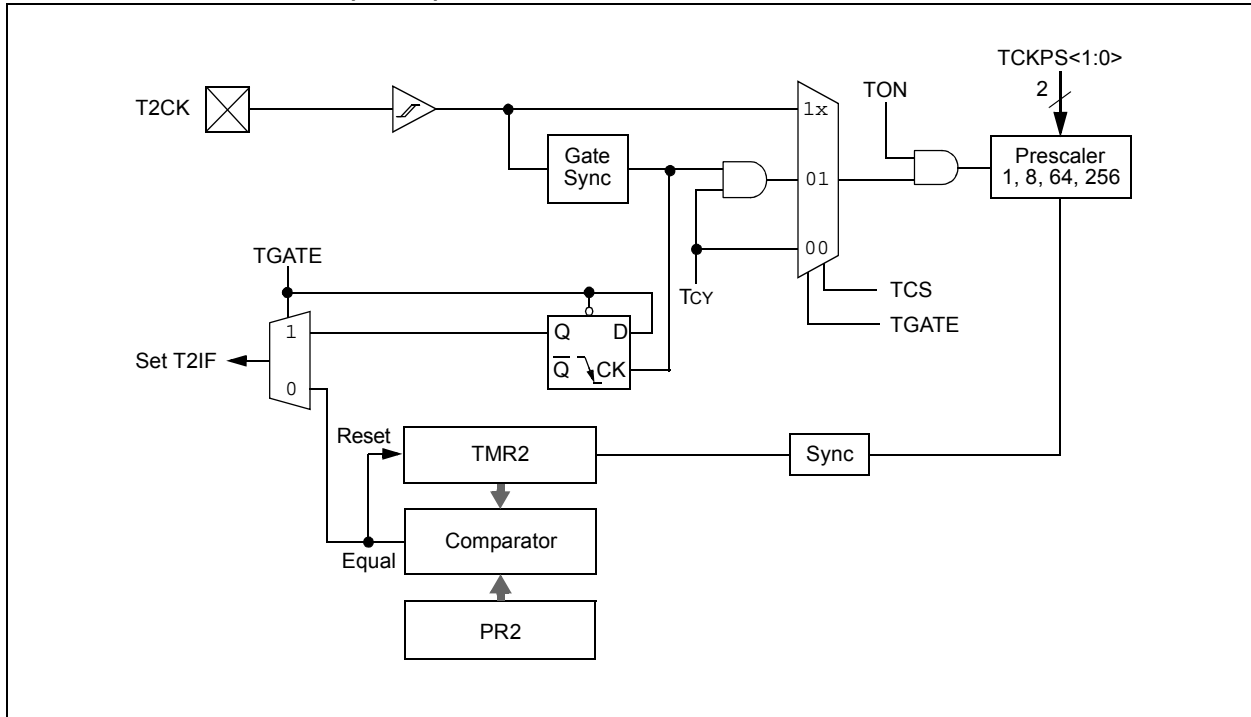 TCKPS<1:0>
2
T2CK
1x
TON
Prescaler
1, 8, 64, 256
Gate
Sync
01
00
TCY
TCS
TGATE
TGATE
1
Q D
Q CK
Set T2IF
0
Reset
TMR2
Sync
Equal
Comparator
PR2